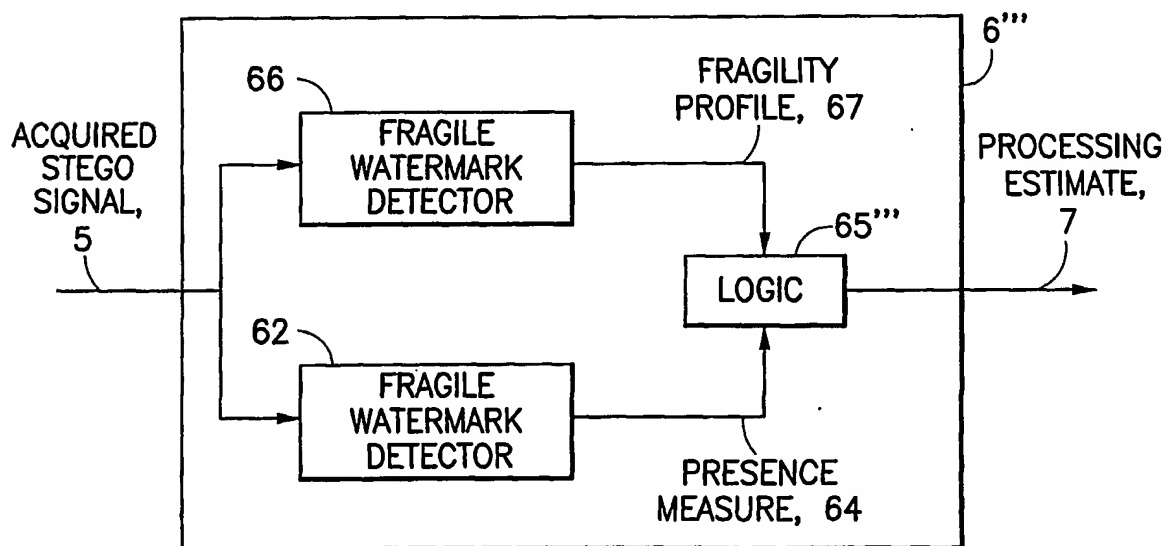 6'''
66
FRAGILITY
PROFILE, 67
ACQUIRED
STEGO
SIGNAL,
5
FRAGILE
WATERMARK
DETECTOR
PROCESSING
ESTIMATE,
7
65'''
LOGIC
62
FRAGILE
WATERMARK
DETECTOR
PRESENCE
MEASURE, 64